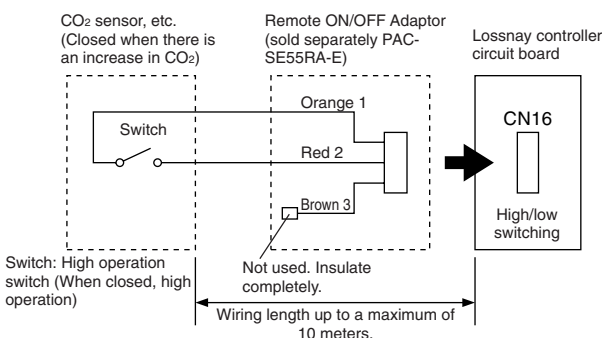 CO₂ sensor, etc.
(Closed when there is
an increase in CO₂)
Remote ON/OFF Adaptor
(sold separately PAC-
SE55RA-E)
Lossnay controller
circuit board
Orange 1
Switch
Red 2
Brown 3
CN16
High/low
switching
Switch: High operation
switch (When closed, high
operation)
Not used. Insulate
completely.
Wiring length up to a maximum of
10 meters.